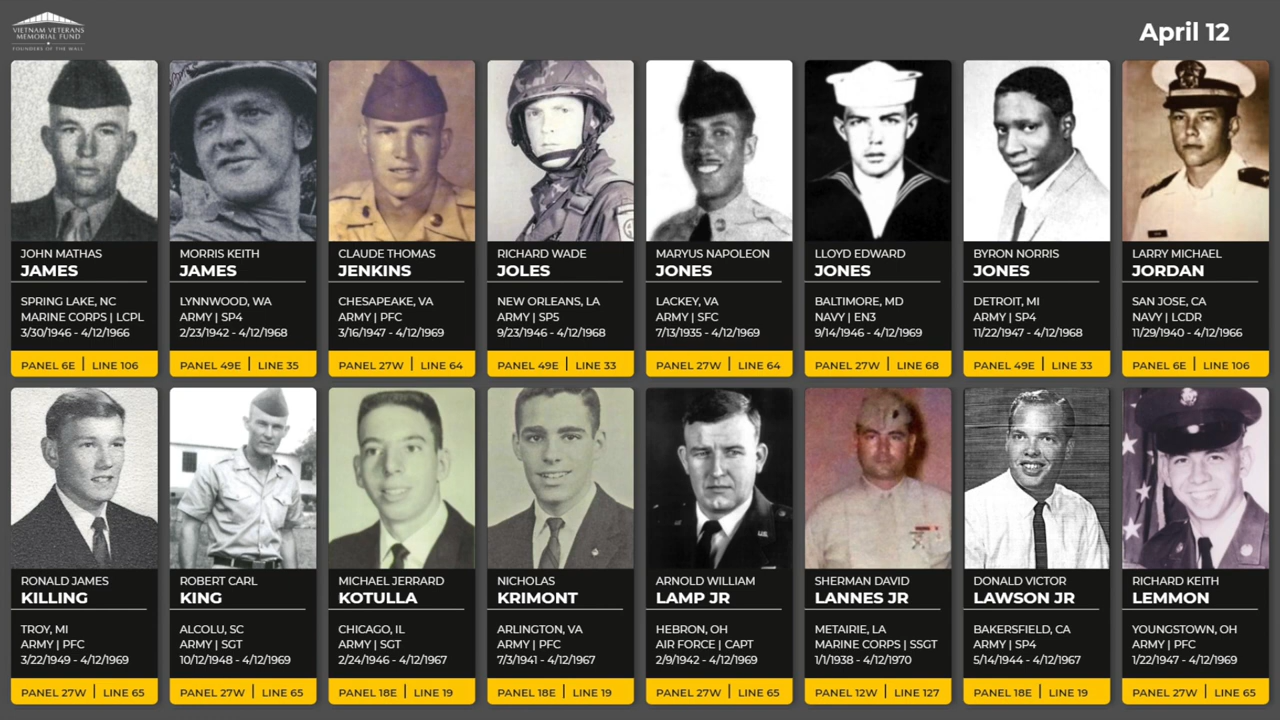 VIETNAM VETERANS
MEMORIAL FUND
FOUNDERS OF THE WALL
April 12
JOHN MATHAS
JAMES
SPRING LAKE, NC
MARINE CORPS | LCPL
3/30/1946 - 4/12/1966
PANEL 6E | LINE 106
MORRIS KEITH
JAMES
LYNNWOOD, WA
ARMY | SP4
2/23/1942 - 4/12/1968
PANEL 49E | LINE 35
CLAUDE THOMAS
JENKINS
CHESAPEAKE, VA
ARMY | PFC
3/16/1947 - 4/12/1969
PANEL 27W | LINE 64
RICHARD WADE
JOLES
NEW ORLEANS, LA
ARMY | SP5
9/23/1946 - 4/12/1968
PANEL 49E | LINE 33
MARYUS NAPOLEON
JONES
LACKEY, VA
ARMY | SFC
7/13/1935 - 4/12/1969
PANEL 27W | LINE 64
LLOYD EDWARD
JONES
BALTIMORE, MD
NAVY | EN3
9/14/1946 - 4/12/1969
PANEL 27W | LINE 68
BYRON NORRIS
JONES
DETROIT, MI
ARMY | SP4
11/22/1947 - 4/12/1968
PANEL 49E | LINE 33
LARRY MICHAEL
JORDAN
SAN JOSE, CA
NAVY | LCDR
11/29/1940 - 4/12/1966
PANEL 6E | LINE 106
RONALD JAMES
KILLING
TROY, MI
ARMY | PFC
3/22/1949 - 4/12/1969
PANEL 27W | LINE 65
ROBERT CARL
KING
ALCOLU, SC
ARMY | SGT
10/12/1948 - 4/12/1969
PANEL 27W | LINE 65
MICHAEL JERRARD
KOTULLA
CHICAGO, IL
ARMY | SGT
2/24/1946 - 4/12/1967
PANEL 18E | LINE 19
NICHOLAS
KRIMONT
ARLINGTON, VA
ARMY | PFC
7/3/1941 - 4/12/1967
PANEL 18E | LINE 19
ARNOLD WILLIAM
LAMP JR
HEBRON, OH
AIR FORCE | CAPT
2/9/1942 - 4/12/1969
PANEL 27W | LINE 65
SHERMAN DAVID
LANNES JR
METAIRIE, LA
MARINE CORPS | SSGT
1/1/1938 - 4/12/1970
PANEL 12W | LINE 127
DONALD VICTOR
LAWSON JR
BAKERSFIELD, CA
ARMY | SP4
5/14/1944 - 4/12/1967
PANEL 18E | LINE 19
RICHARD KEITH
LEMMON
YOUNGSTOWN, OH
ARMY | PFC
1/22/1947 - 4/12/1969
PANEL 27W | LINE 65